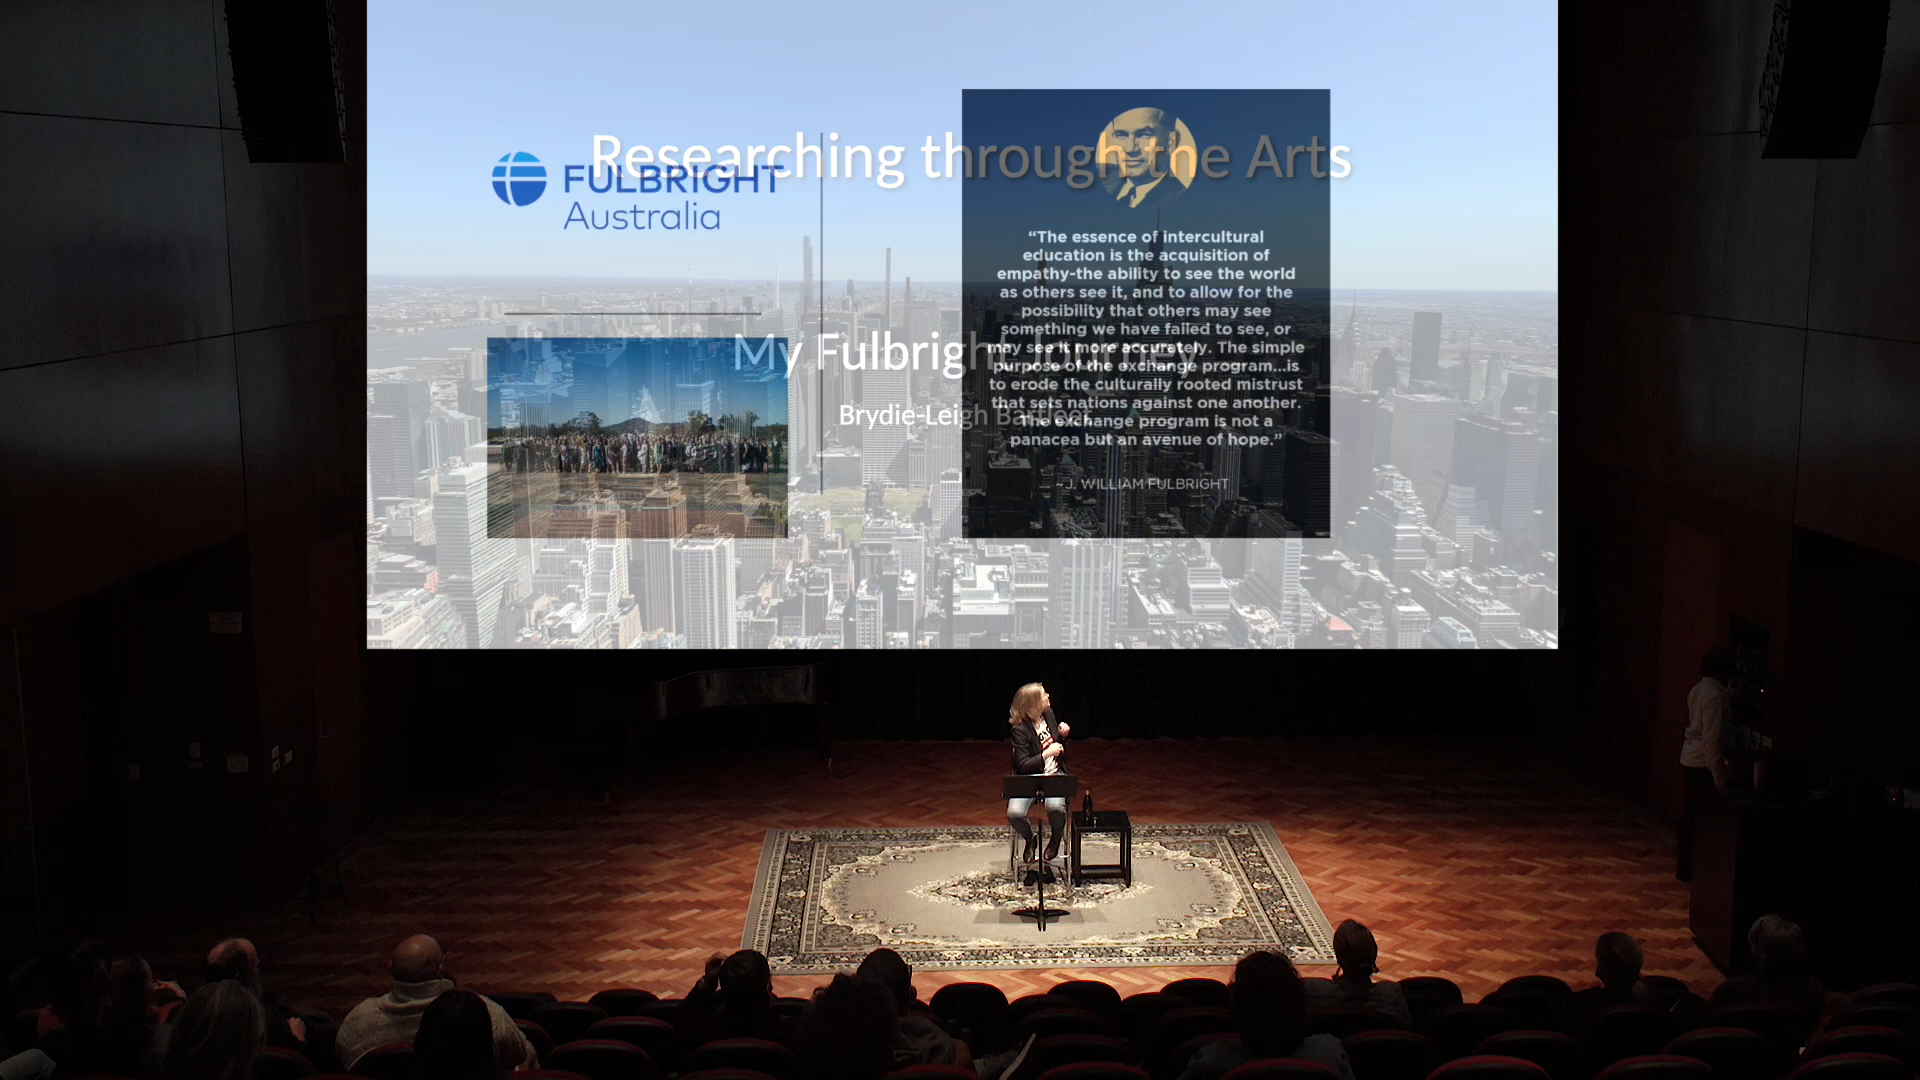 Researching through the Arts
FULBRIGHT
Australia
My Fulbright Journey
Brydie-Leigh Bartleet
“The essence of intercultural
education is the acquisition of
empathy-the ability to see the world
as others see it, and to allow for the
possibility that others may see
something we have failed to see, or
may see it more accurately. The simple
purpose of the exchange program...is
to erode the culturally rooted mistrust
that sets nations against one another.
The exchange program is not a
panacea but an avenue of hope.”
~J. WILLIAM FULBRIGHT